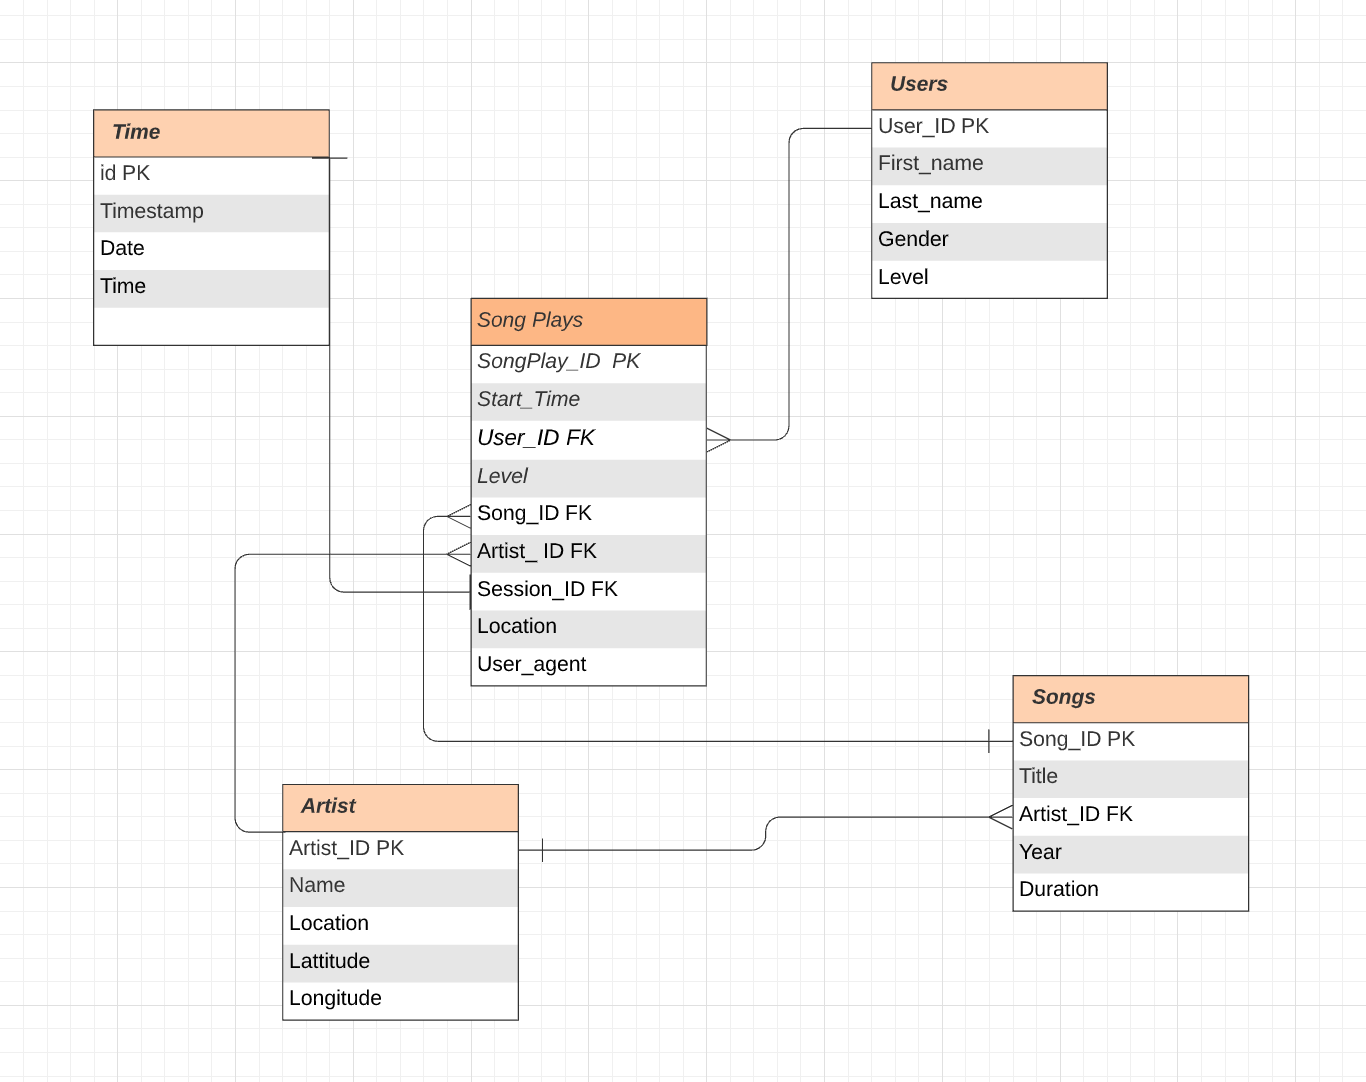 Time
id PK
Timestamp
Date
Time
Users
User_ID PK
First_name
Last_name
Gender
Level
Song Plays
SongPlay_ID  PK
Start_Time
User_ID FK
Level
Song_ID FK
Artist_ ID FK
Session_ID FK
Location
User_agent
Songs
Song_ID PK
Title
Artist_ID FK
Year
Duration
Artist
Artist_ID PK
Name
Location
Lattitude
Longitude